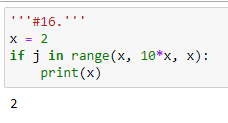 '''#16.'''
x = 2
if j in range(x, 10*x, x):
    print(x)
2